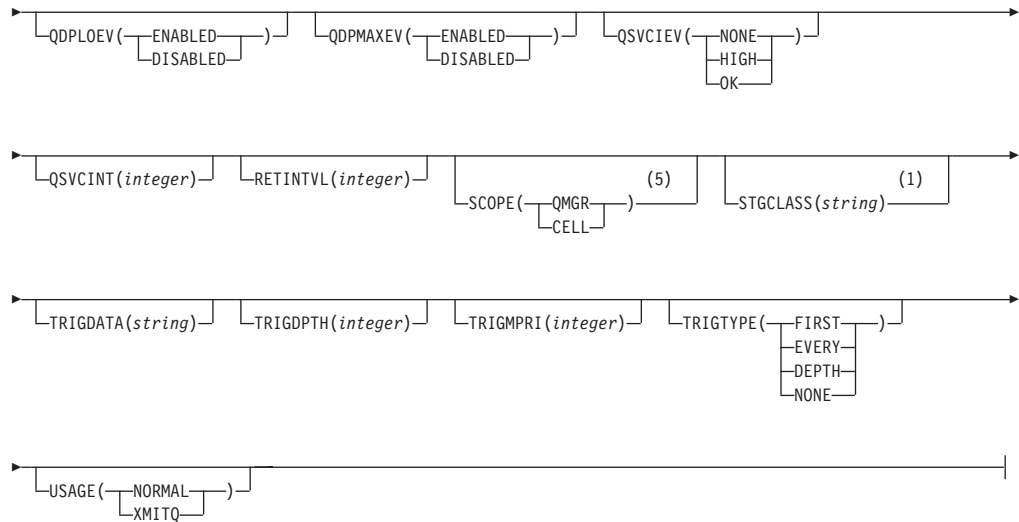 QDPLOEV( ENABLED ) QDPMAXEV( ENABLED ) QSVCIEV( NONE )
DISABLED DISABLED HIGH
OK
QSVCINT(integer) RETINTVL(integer) (5) (1)
SCOPE( QMGR ) STGCLASS(string)
CELL
TRIGDATA(string) TRIGDPTH(integer) TRIGMPRI(integer) TRIGTYPE( FIRST )
EVERY
DEPTH
NONE
USAGE( NORMAL )
XMITQ